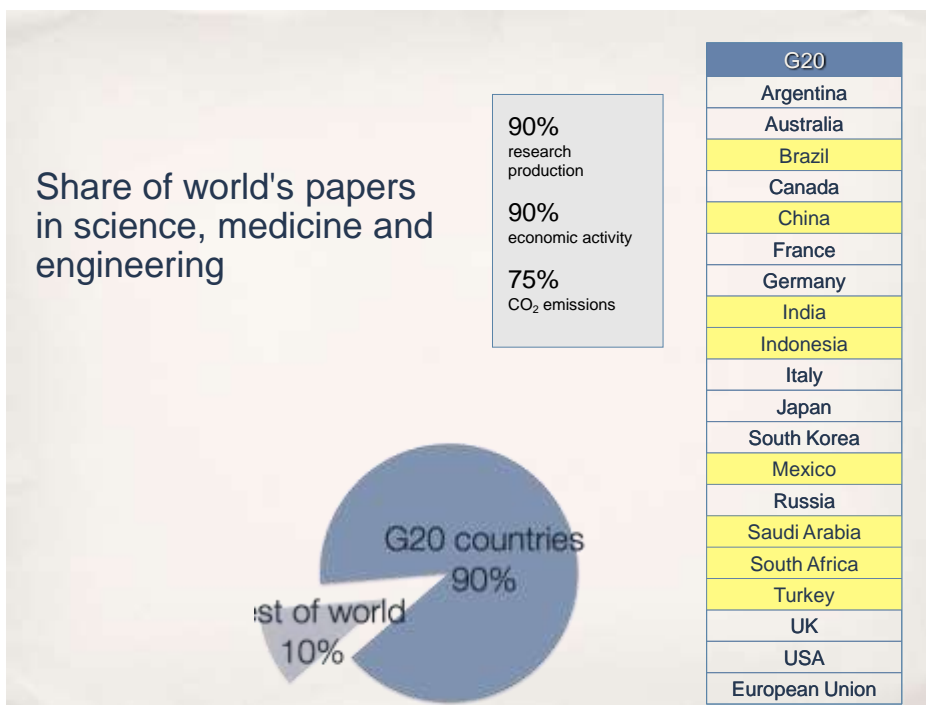 Share of world's papers
in science, medicine and
engineering
90%
research
production
90%
economic activity
75%
CO₂ emissions
G20
Argentina
Australia
Brazil
Canada
China
France
Germany
India
Indonesia
Italy
Japan
South Korea
Mexico
Russia
Saudi Arabia
South Africa
Turkey
UK
USA
European Union
G20 countries
90%
of world
10%